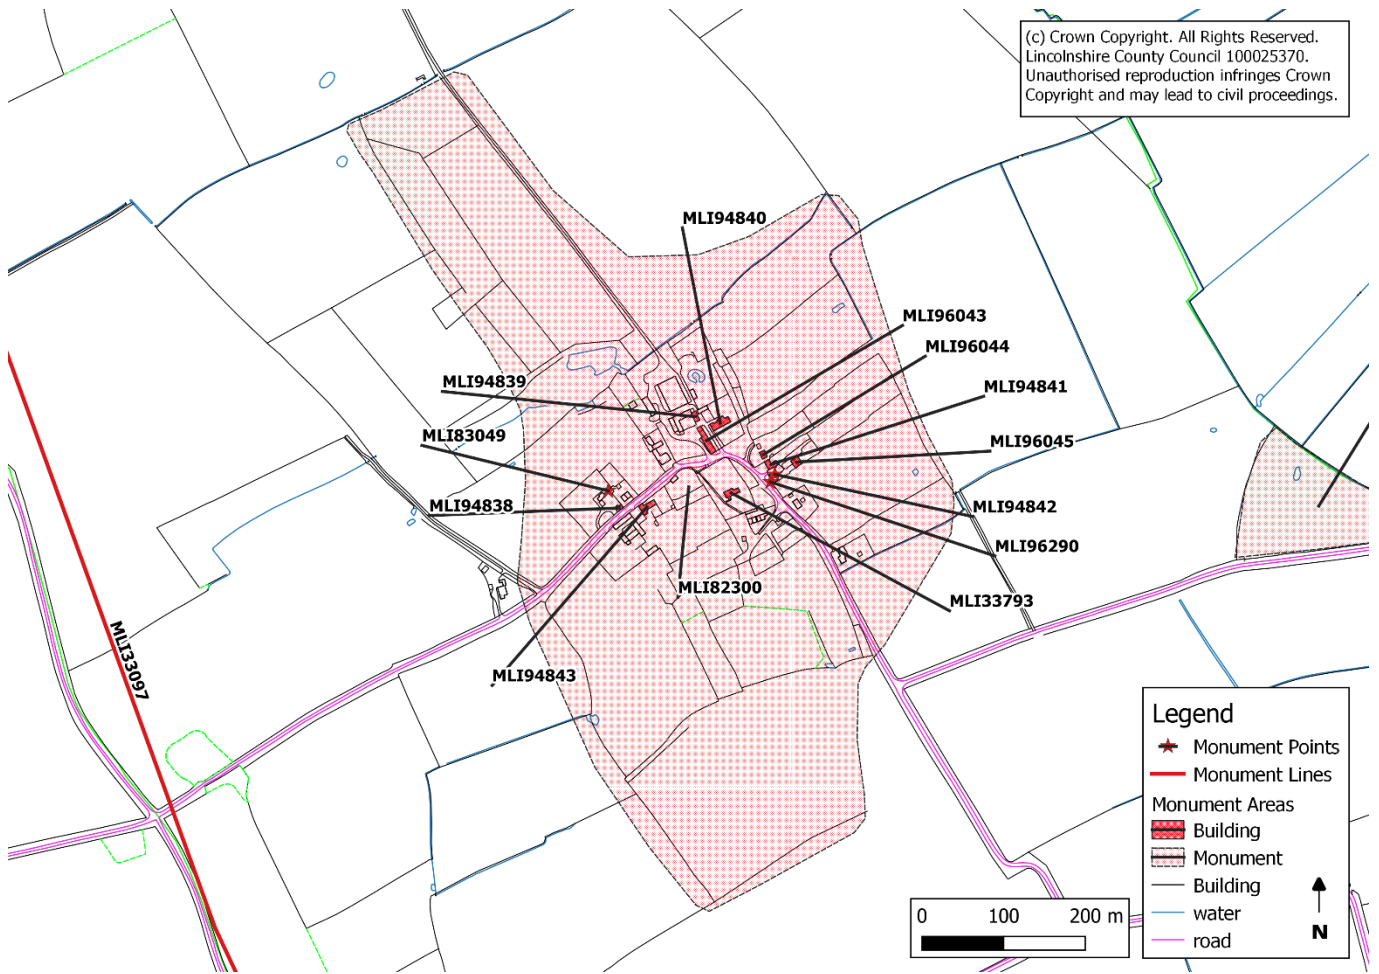 (c) Crown Copyright. All Rights Reserved.
Lincolnshire County Council 100025370.
Unauthorised reproduction infringes Crown
Copyright and may lead to civil proceedings.
MLI94840
MLI96043
MLI96044
MLI94839
MLI94841
MLI83049
MLI96045
MLI94838
MLI94842
MLI96290
MLI82300
MLI33793
MLI33097
MLI94843
Legend
Monument Points
Monument Lines
Monument Areas
Building
Monument
Building
water
road
N
0 100 200 m